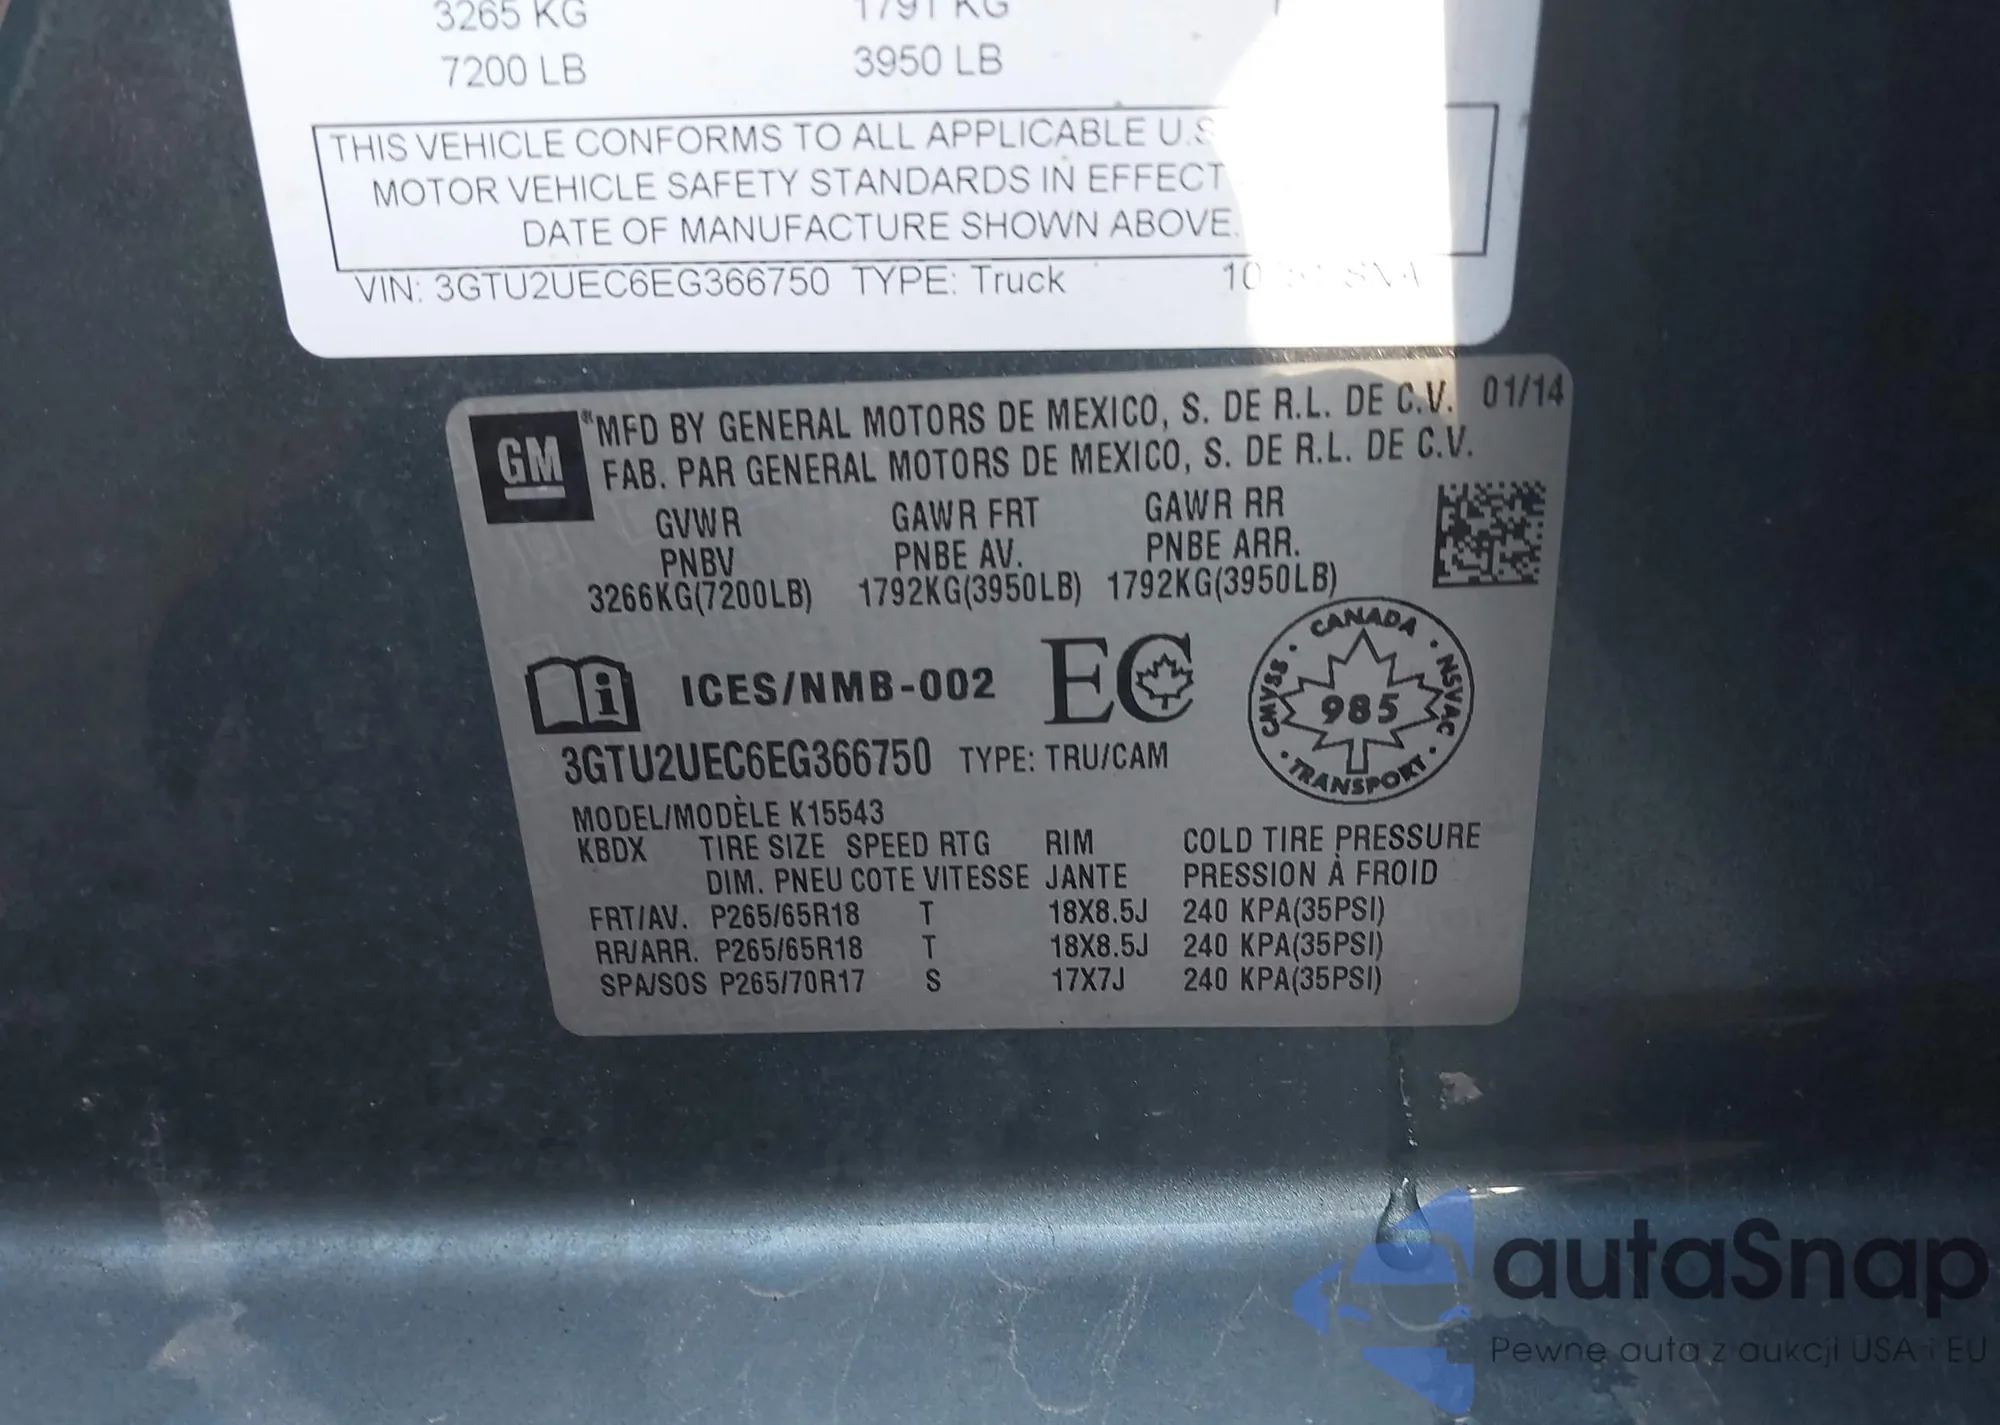 3265 KG 1791 KG
7200 LB 3950 LB
THIS VEHICLE CONFORMS TO ALL APPLICABLE U.S
MOTOR VEHICLE SAFETY STANDARDS IN EFFECT
DATE OF MANUFACTURE SHOWN ABOVE.
VIN: 3GTU2UEC6EG366750 TYPE: Truck
GM
MFD BY GENERAL MOTORS DE MEXICO, S. DE R.L. DE C.V. 01/14
FAB. PAR GENERAL MOTORS DE MEXICO, S. DE R.L. DE C.V.
GVWR GAWR FRT GAWR RR
PNBV PNBE AV. PNBE ARR.
3266KG(7200LB) 1792KG(3950LB) 1792KG(3950LB)
i ICES/NMB-002 EC
CANADA
CMVSS 985 NSVAC
TRANSPORT
3GTU2UEC6EG366750 TYPE: TRU/CAM
MODEL/MODÈLE K15543
KBDX TIRE SIZE SPEED RTG RIM COLD TIRE PRESSURE
DIM. PNEU COTE VITESSE JANTE PRESSION À FROID
FRT/AV. P265/65R18 T 18X8.5J 240 KPA(35PSI)
RR/ARR. P265/65R18 T 18X8.5J 240 KPA(35PSI)
SPA/SOS P265/70R17 S 17X7J 240 KPA(35PSI)
autoSnap
Pewne auta z aukcji USA i EU